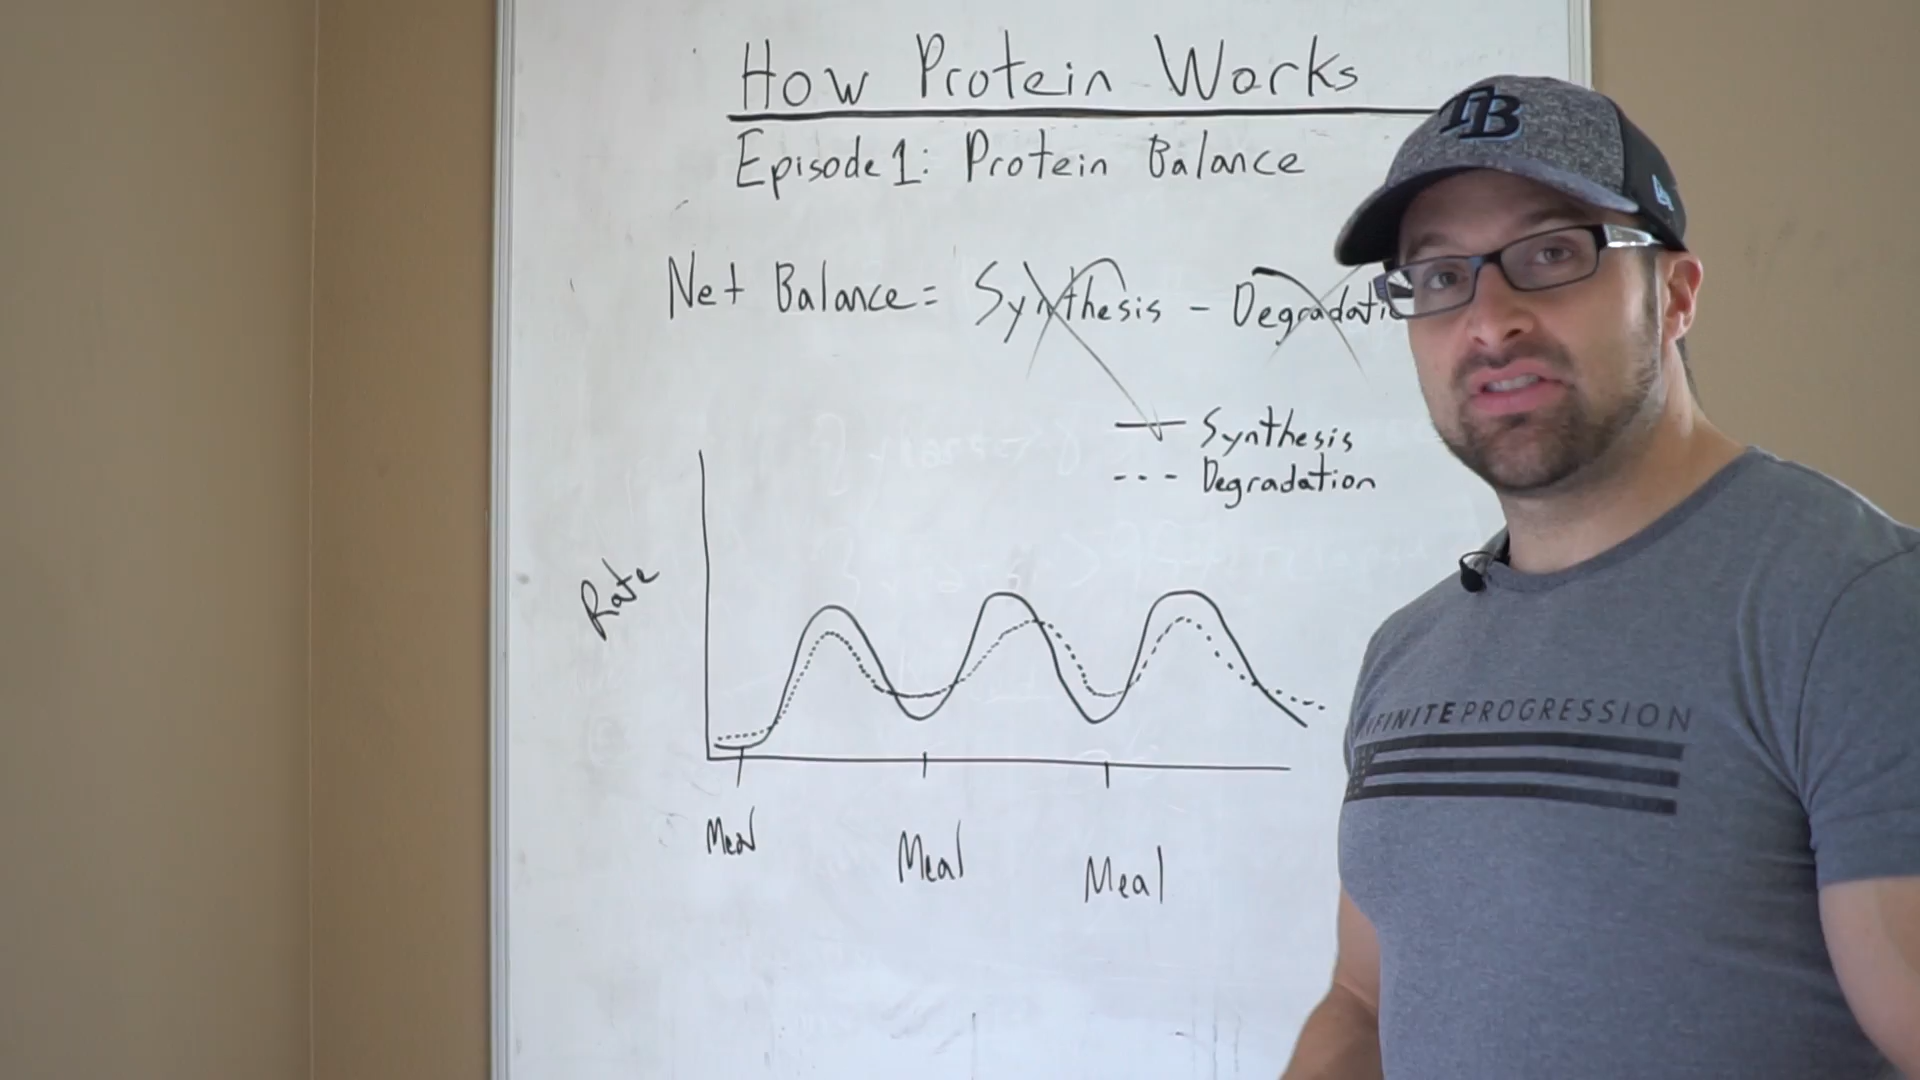 How Protein Works
Episode 1: Protein Balance
Net Balance = Synthesis - Degradati
Synthesis
Degradation
Rate
Meal
Meal
Meal
TB
INFINITE PROGRESSION